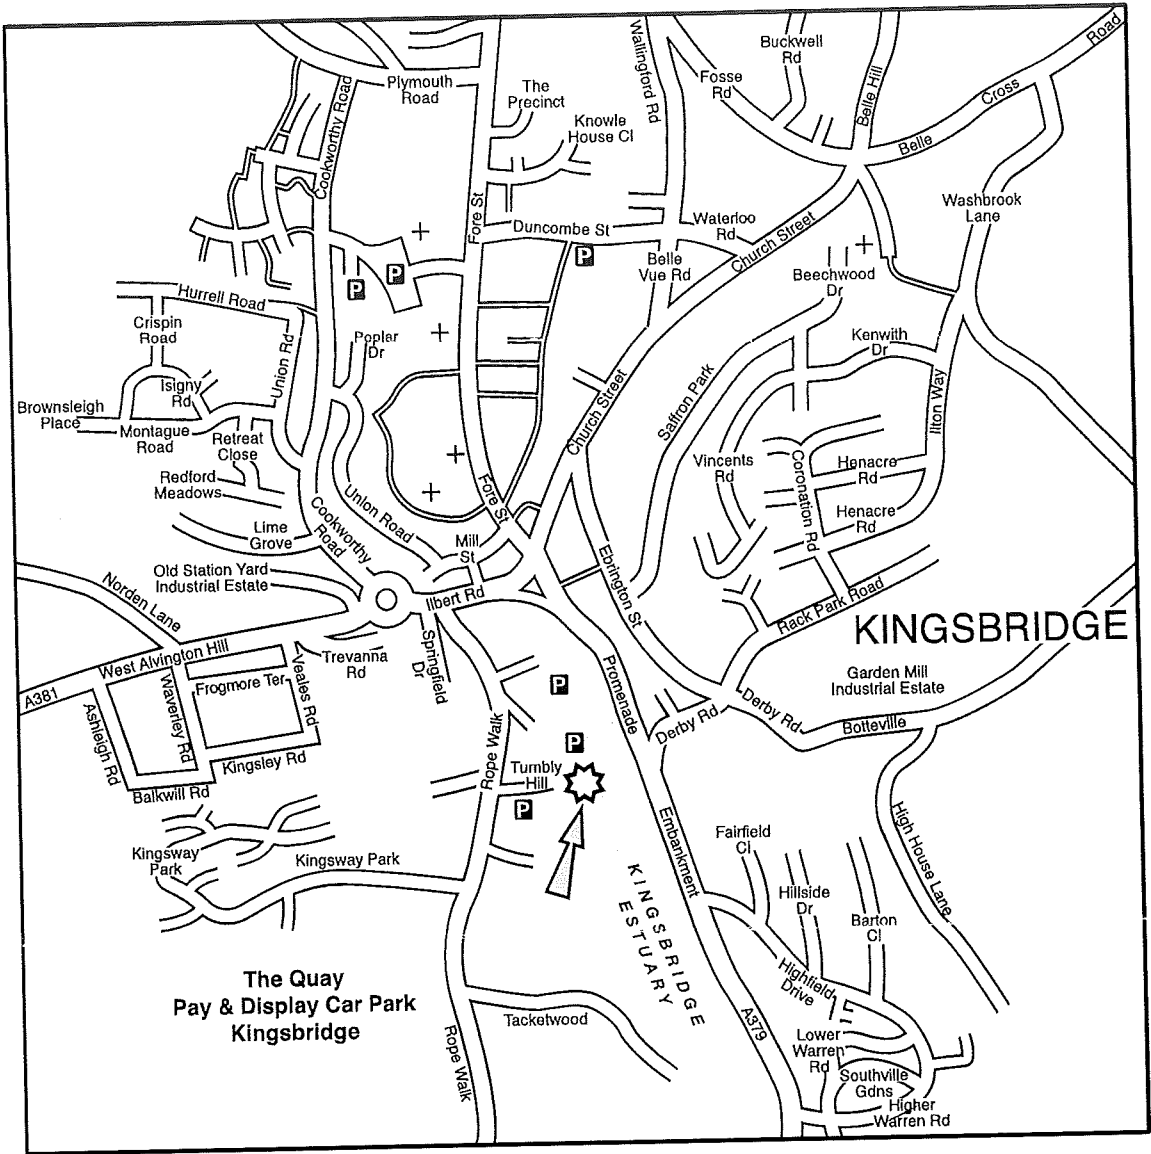 Plymouth
Road
Cookworthy Road
The
Precinct
Knowle
House Cl
Wallingford Rd
Fosse
Rd
Buckwell
Rd
Belle Hill
Belle
Cross
Road
Washbrook
Lane
Fore St
Duncombe St
P
Waterloo
Rd
Belle
Vue Rd
Church Street
Beechwood
Dr
P
P
Hurrell Road
Crispin
Road
Union Rd
Poplar
Dr
Kenwith
Dr
Isigny
Rd
Brownsleigh
Place
Montague
Road
Retreat
Close
Redford
Meadows
Saffron Park
Ilton Way
Church Street
Vincents
Rd
Coronation Rd
Henacre
Rd
Henacre
Rd
Fore St
Lime
Grove
Cookworthy
Road
Union Road
Mill
St
Old Station Yard
Industrial Estate
Norden Lane
Ilbert Rd
Ebrington St
Rack Park Road
KINGSBRIDGE
West Alvington Hill
A381
Trevanna
Rd
Springfield
Dr
Frogmore Ter
Veales Rd
Waverley Rd
Ashleigh Rd
Kingsley Rd
Balkwill Rd
Promenade
P
Garden Mill
Industrial Estate
Derby Rd
Derby Rd
Botteville
P
Rope Walk
Tumbly
Hill
P
Embankment
Fairfield
Cl
High House Lane
Kingsway
Park
Kingsway Park
KINGSBRIDGE
ESTUARY
Hillside
Dr
Barton
Cl
The Quay
Pay & Display Car Park
Kingsbridge
Highfield
Drive
Tacketwood
Rope Walk
A379
Lower
Warren
Rd
Southville
Gdns
Higher
Warren Rd